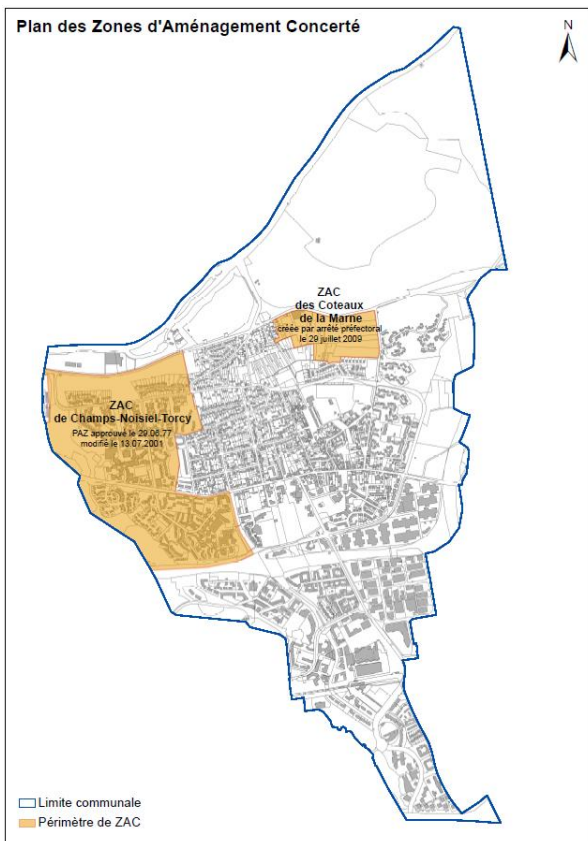 Plan des Zones d'Aménagement Concerté
N
ZAC
des Coteaux
de la Marne
créée par arrêté préfectoral
le 29 juillet 2009
ZAC
de Champs-Noisiel-Torcy
PAZ approuvé le 29.06.77
modifié le 13.07.2001
Limite communale
Périmètre de ZAC